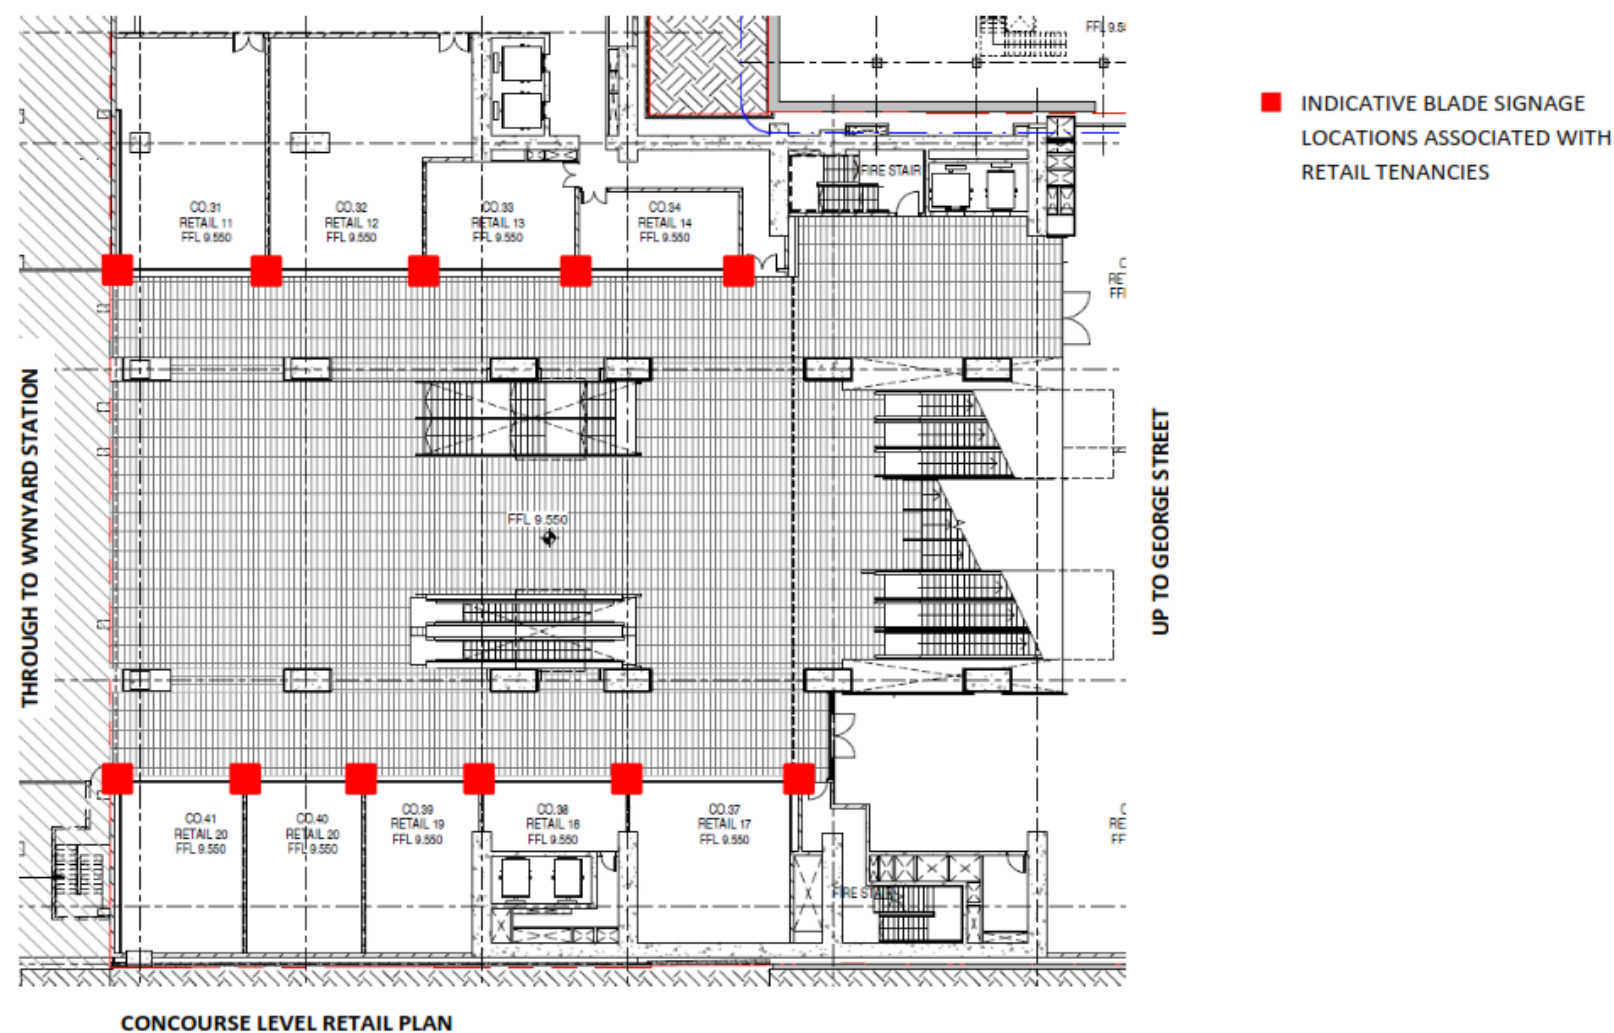 FFL 9.5
INDICATIVE BLADE SIGNAGE
LOCATIONS ASSOCIATED WITH
RETAIL TENANCIES
FIRE STAIR
CO.31
RETAIL 11
FFL 9.550
CO.32
RETAIL 12
FFL 9.550
CO.33
RETAIL 13
FFL 9.550
CO.34
RETAIL 14
FFL 9.550
C
RE
FF
THROUGH TO WYNYARD STATION
FFL 9.550
UP TO GEORGE STREET
CO.41
RETAIL 20
FFL 9.550
CO.40
RETAIL 20
FFL 9.550
CO.39
RETAIL 19
FFL 9.550
CO.38
RETAIL 18
FFL 9.550
CO.37
RETAIL 17
FFL 9.550
C
RE
FF
FIRE STAIR
CONCOURSE LEVEL RETAIL PLAN